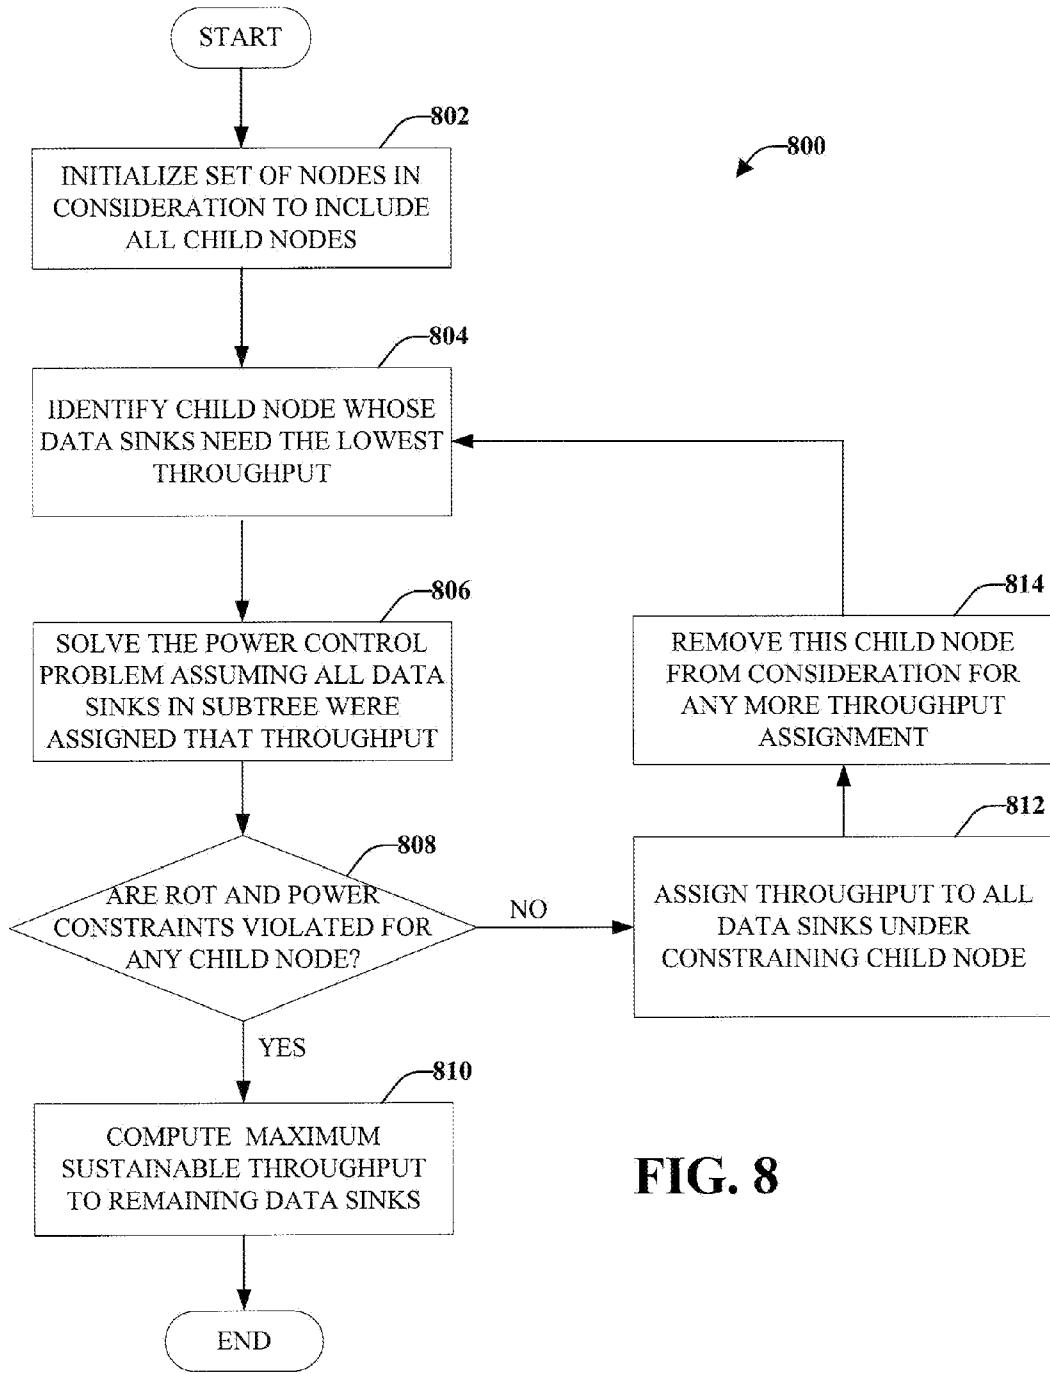 START
802
INITIALIZE SET OF NODES IN
CONSIDERATION TO INCLUDE
ALL CHILD NODES
800
804
IDENTIFY CHILD NODE WHOSE
DATA SINKS NEED THE LOWEST
THROUGHPUT
806
SOLVE THE POWER CONTROL
PROBLEM ASSUMING ALL DATA
SINKS IN SUBTREE WERE
ASSIGNED THAT THROUGHPUT
808
ARE ROT AND POWER
CONSTRAINTS VIOLATED FOR
ANY CHILD NODE?
NO
YES
814
REMOVE THIS CHILD NODE
FROM CONSIDERATION FOR
ANY MORE THROUGHPUT
ASSIGNMENT
812
ASSIGN THROUGHPUT TO ALL
DATA SINKS UNDER
CONSTRAINING CHILD NODE
810
COMPUTE MAXIMUM
SUSTAINABLE THROUGHPUT
TO REMAINING DATA SINKS
END
FIG. 8